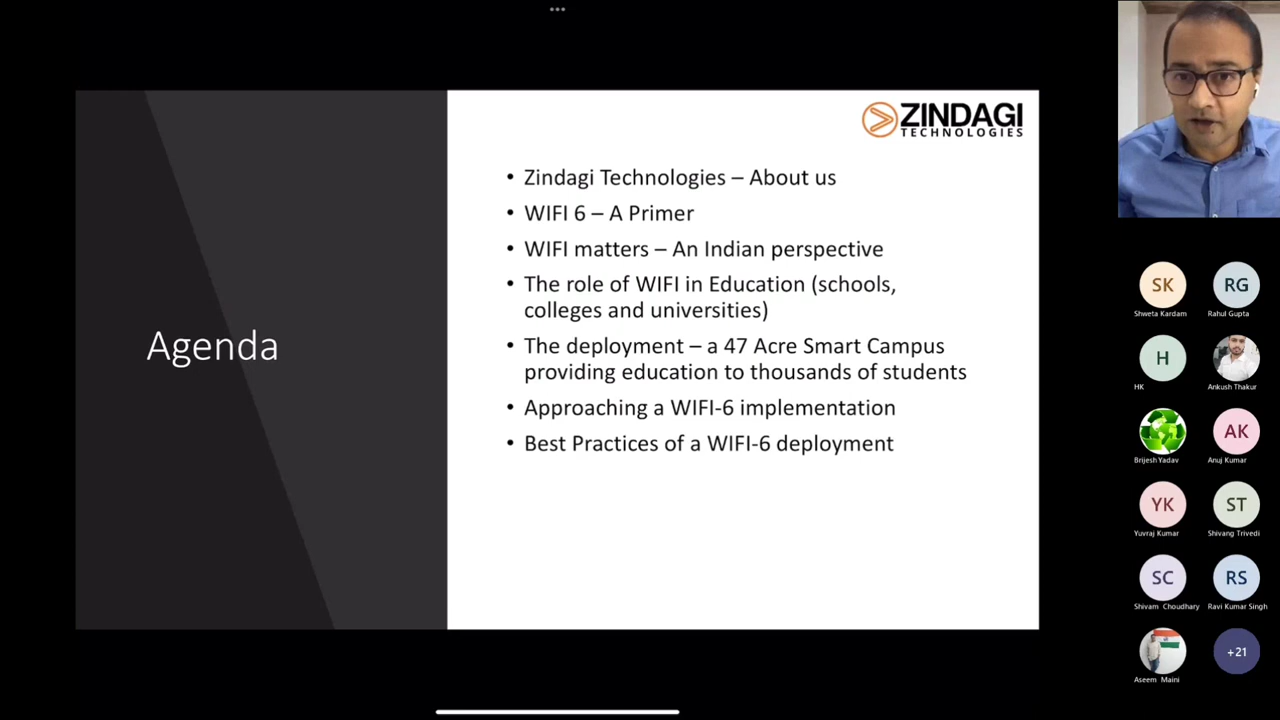 ZINDAGI
TECHNOLOGIES
Agenda
• Zindagi Technologies – About us
• WIFI 6 – A Primer
• WIFI matters – An Indian perspective
• The role of WIFI in Education (schools,
colleges and universities)
• The deployment – a 47 Acre Smart Campus
providing education to thousands of students
• Approaching a WIFI-6 implementation
• Best Practices of a WIFI-6 deployment
SK RG
Shweta Kardam Rahul Gupta
H
HK Ankush Thakur
AK
Brijesh Yadav Anuj Kumar
YK ST
Yuvraj Kumar Shivang Trivedi
SC RS
Shivam Choudhary Ravi Kumar Singh
+21
Aseem Maini